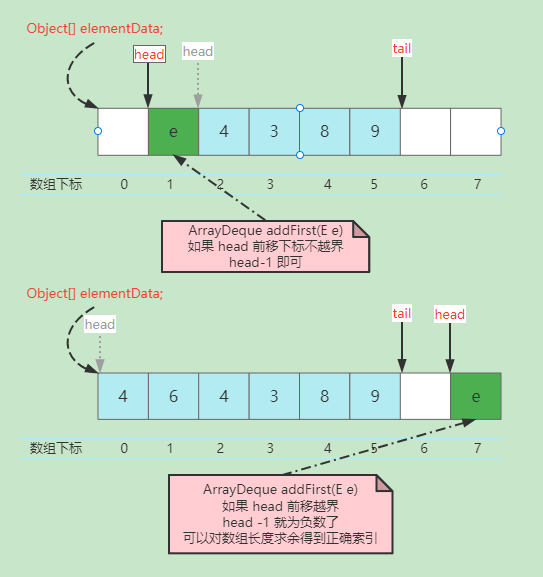 Object[] elementData;
head
head
tail
e 4 3 8 9
数组下标 0 1 2 3 4 5 6 7
ArrayDeque addFirst(E e)
如果 head 前移下标不越界
head-1 即可
Object[] elementData;
head
tail
head
4 6 4 3 8 9 e
数组下标 0 1 2 3 4 5 6 7
ArrayDeque addFirst(E e)
如果 head 前移越界
head -1 就为负数了
可以对数组长度求余得到正确索引